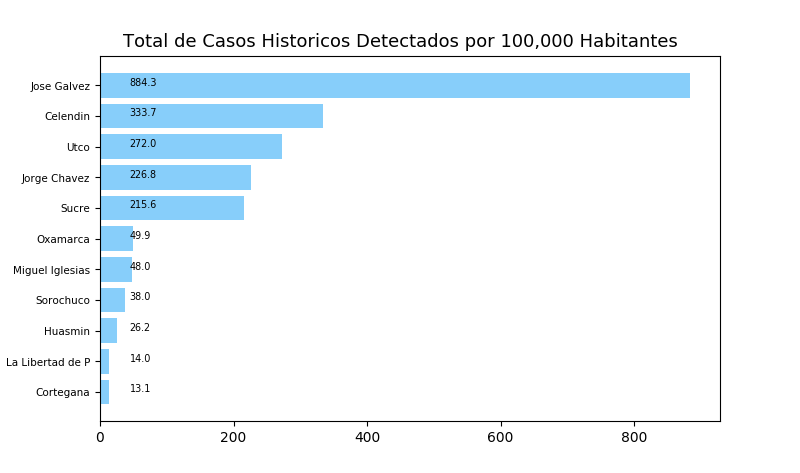 Total de Casos Historicos Detectados por 100,000 Habitantes
Jose Galvez 884.3
Celendin 333.7
Utco 272.0
Jorge Chavez 226.8
Sucre 215.6
Oxamarca 49.9
Miguel Iglesias 48.0
Sorochuco 38.0
Huasmin 26.2
La Libertad de P 14.0
Cortegana 13.1
0 200 400 600 800